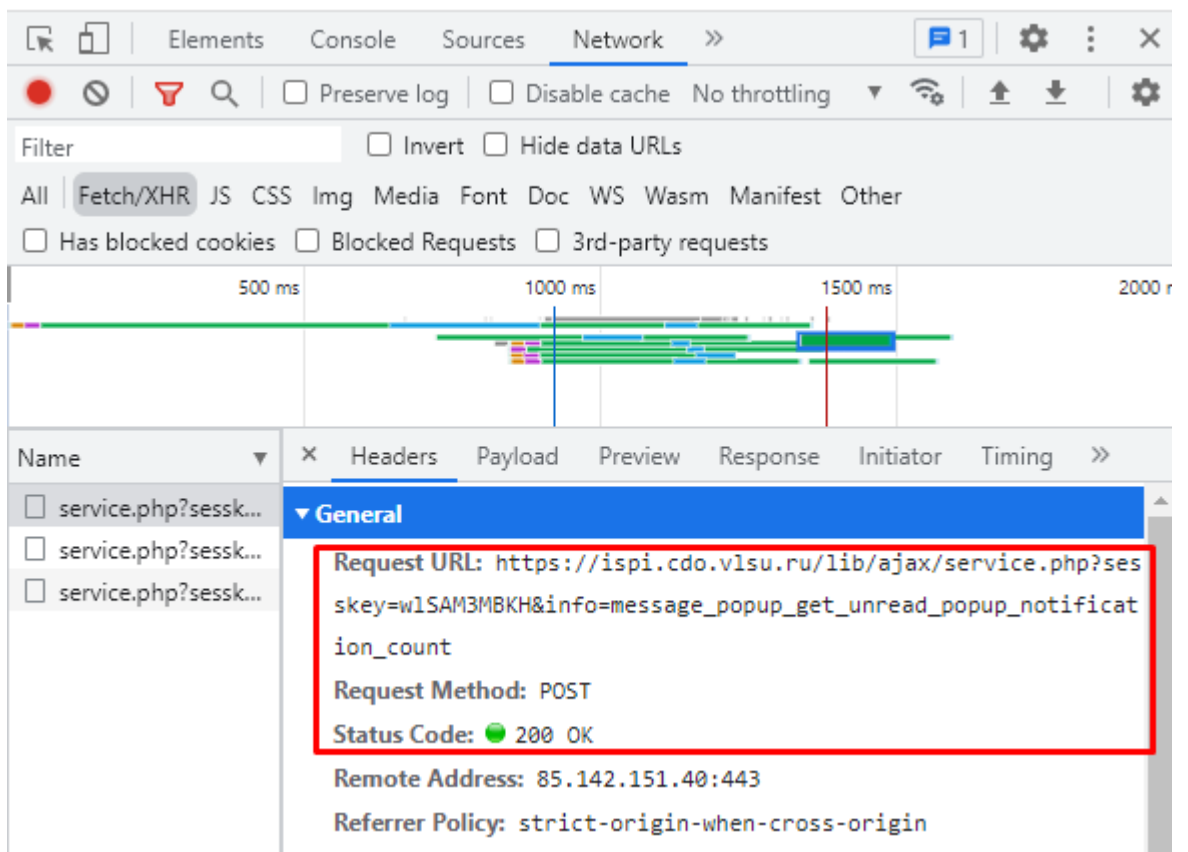 Elements Console Sources Network 1
Preserve log Disable cache No throttling
Filter Invert Hide data URLs
All Fetch/XHR JS CSS Img Media Font Doc WS Wasm Manifest Other
Has blocked cookies Blocked Requests 3rd-party requests
500 ms 1000 ms 1500 ms 2000 r
Name Headers Payload Preview Response Initiator Timing
service.php?sessk...
service.php?sessk...
service.php?sessk...
General
Request URL: https://ispi.cdo.vlsu.ru/lib/ajax/service.php?ses
skey=wlSAM3MBKH&info=message_popup_get_unread_popup_notificat
ion_count
Request Method: POST
Status Code: 200 OK
Remote Address: 85.142.151.40:443
Referrer Policy: strict-origin-when-cross-origin